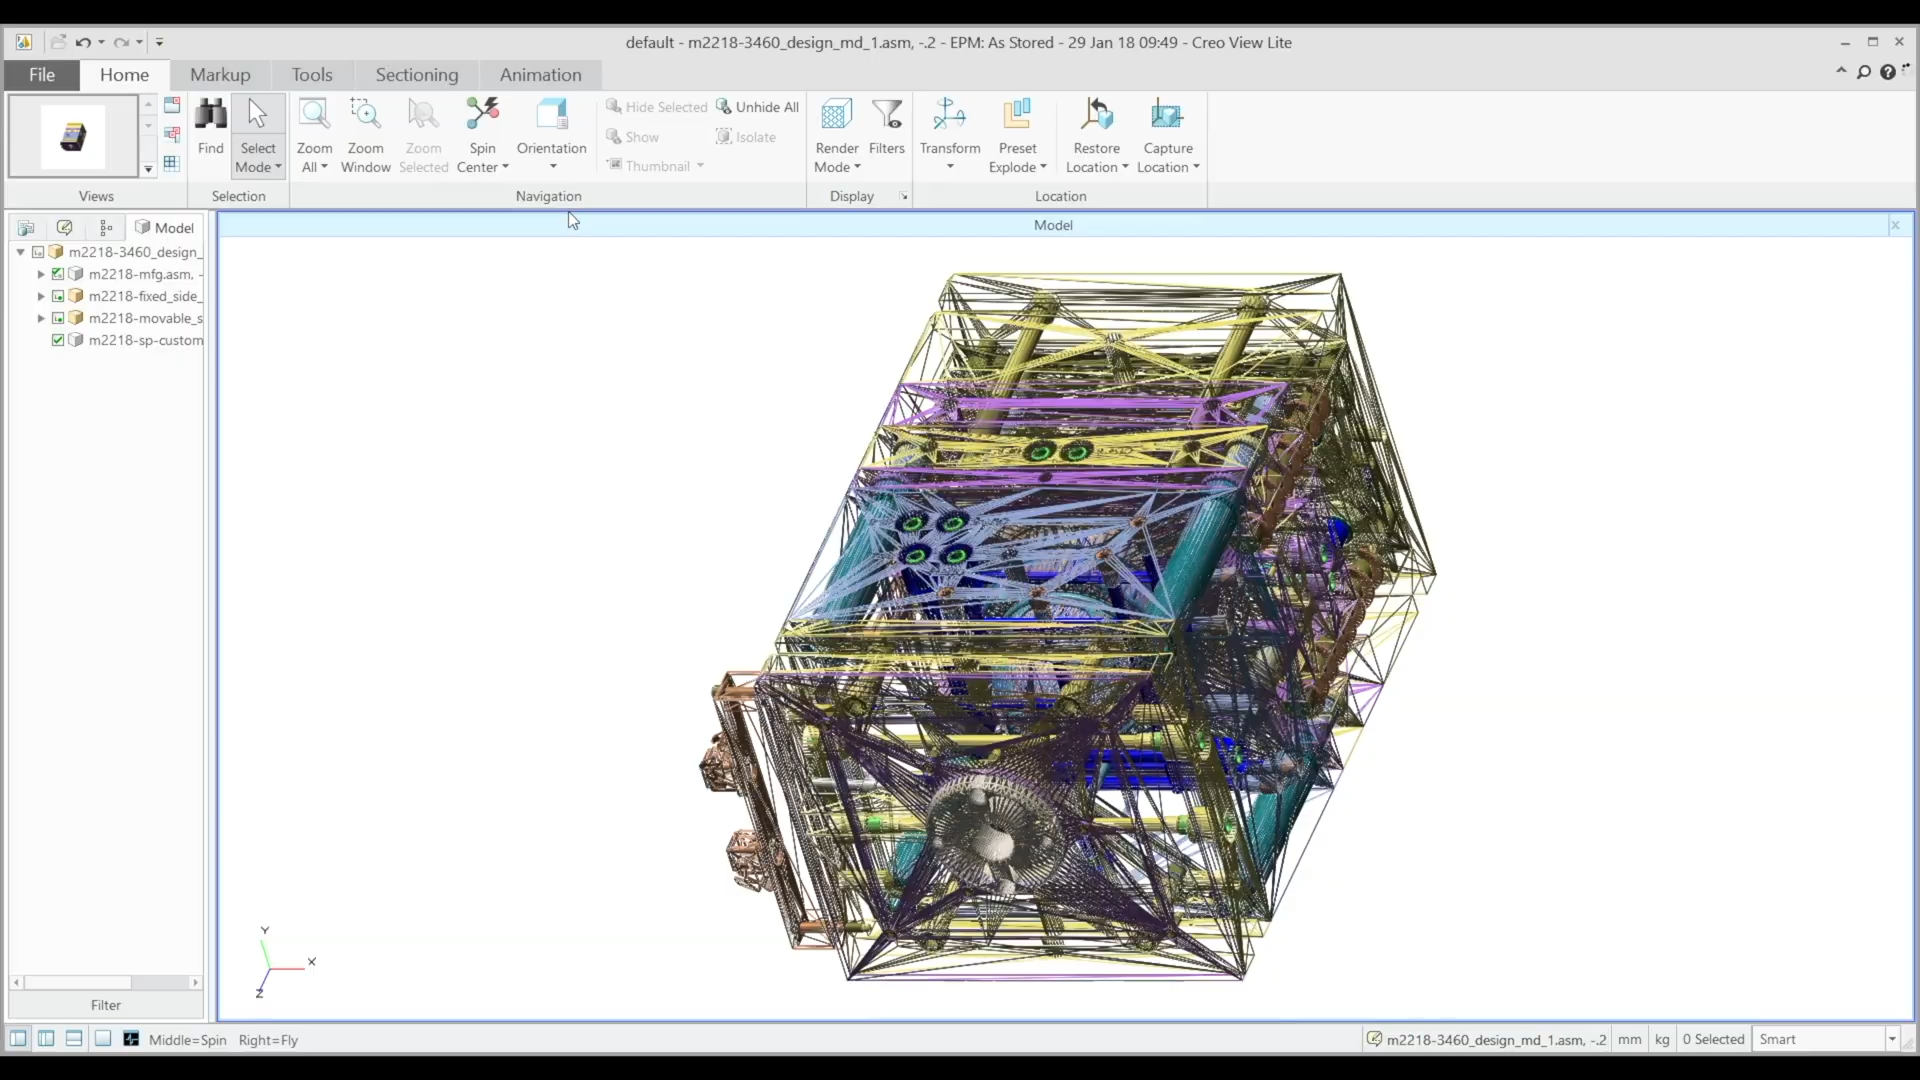 default - m2218-3460_design_md_1.asm, -.2 - EPM: As Stored - 29 Jan 18 09:49 - Creo View Lite
File Home Markup Tools Sectioning Animation
Find
Select Mode
Zoom All
Zoom Window
Zoom Selected
Spin Center
Orientation
Hide Selected
Unhide All
Show
Isolate
Thumbnail
Render Mode
Filters
Transform
Preset Explode
Restore Location
Capture Location
Views Selection Navigation Display Location
Model
Model
m2218-3460_design_
m2218-mfg.asm, -
m2218-fixed_side_
m2218-movable_s
m2218-sp-custom
Y
X
Z
Filter
Middle=Spin Right=Fly
m2218-3460_design_md_1.asm, -.2 mm kg 0 Selected Smart